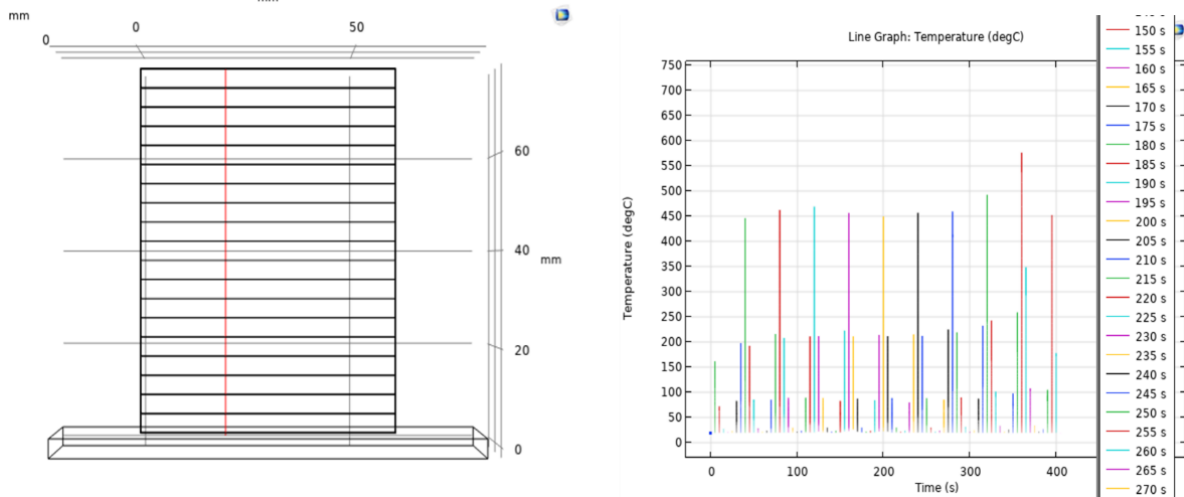 mm
mm
0
0
50
60
40
mm
20
0
Line Graph: Temperature (degC)
Temperature (degC)
750
700
650
600
550
500
450
400
350
300
250
200
150
100
50
0
0
100
200
300
400
Time (s)
150 s
155 s
160 s
165 s
170 s
175 s
180 s
185 s
190 s
195 s
200 s
205 s
210 s
215 s
220 s
225 s
230 s
235 s
240 s
245 s
250 s
255 s
260 s
265 s
270 s